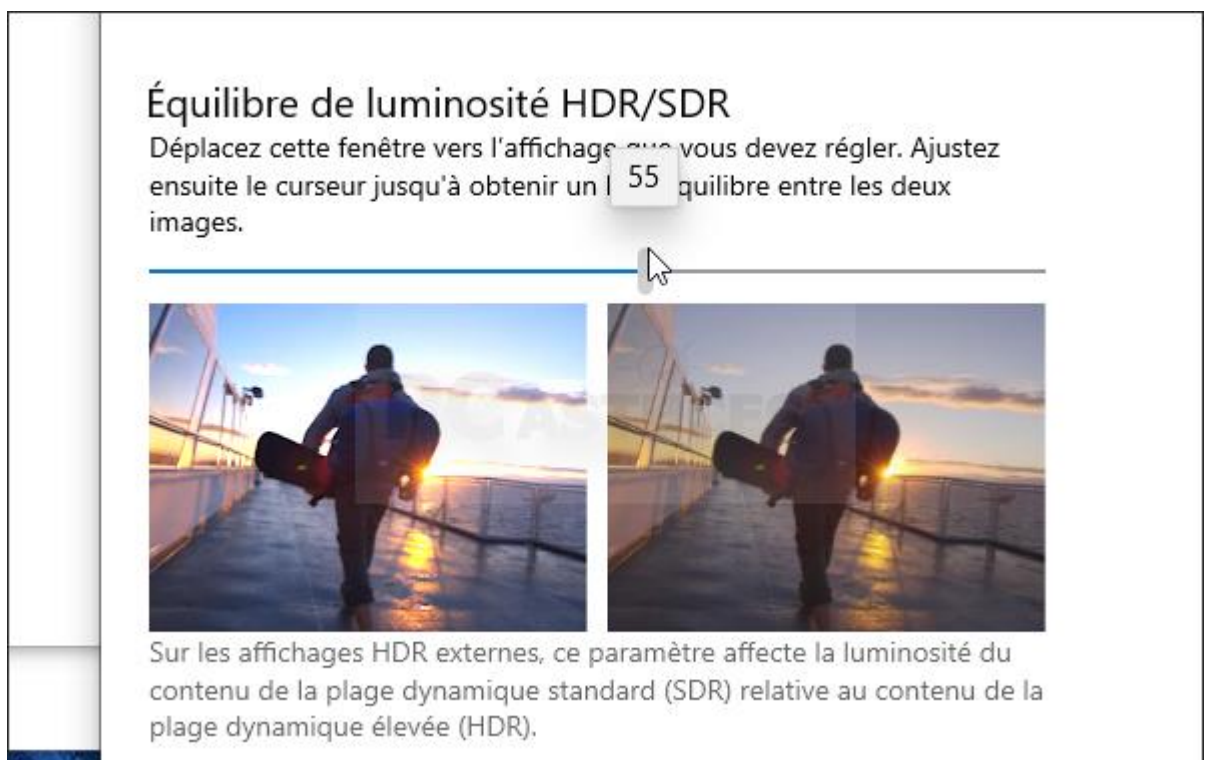 Équilibre de luminosité HDR/SDR
Déplacez cette fenêtre vers l'affichage que vous devez régler. Ajustez
55
ensuite le curseur jusqu'à obtenir un équilibre entre les deux
images.
Sur les affichages HDR externes, ce paramètre affecte la luminosité du
contenu de la plage dynamique standard (SDR) relative au contenu de la
plage dynamique élevée (HDR).